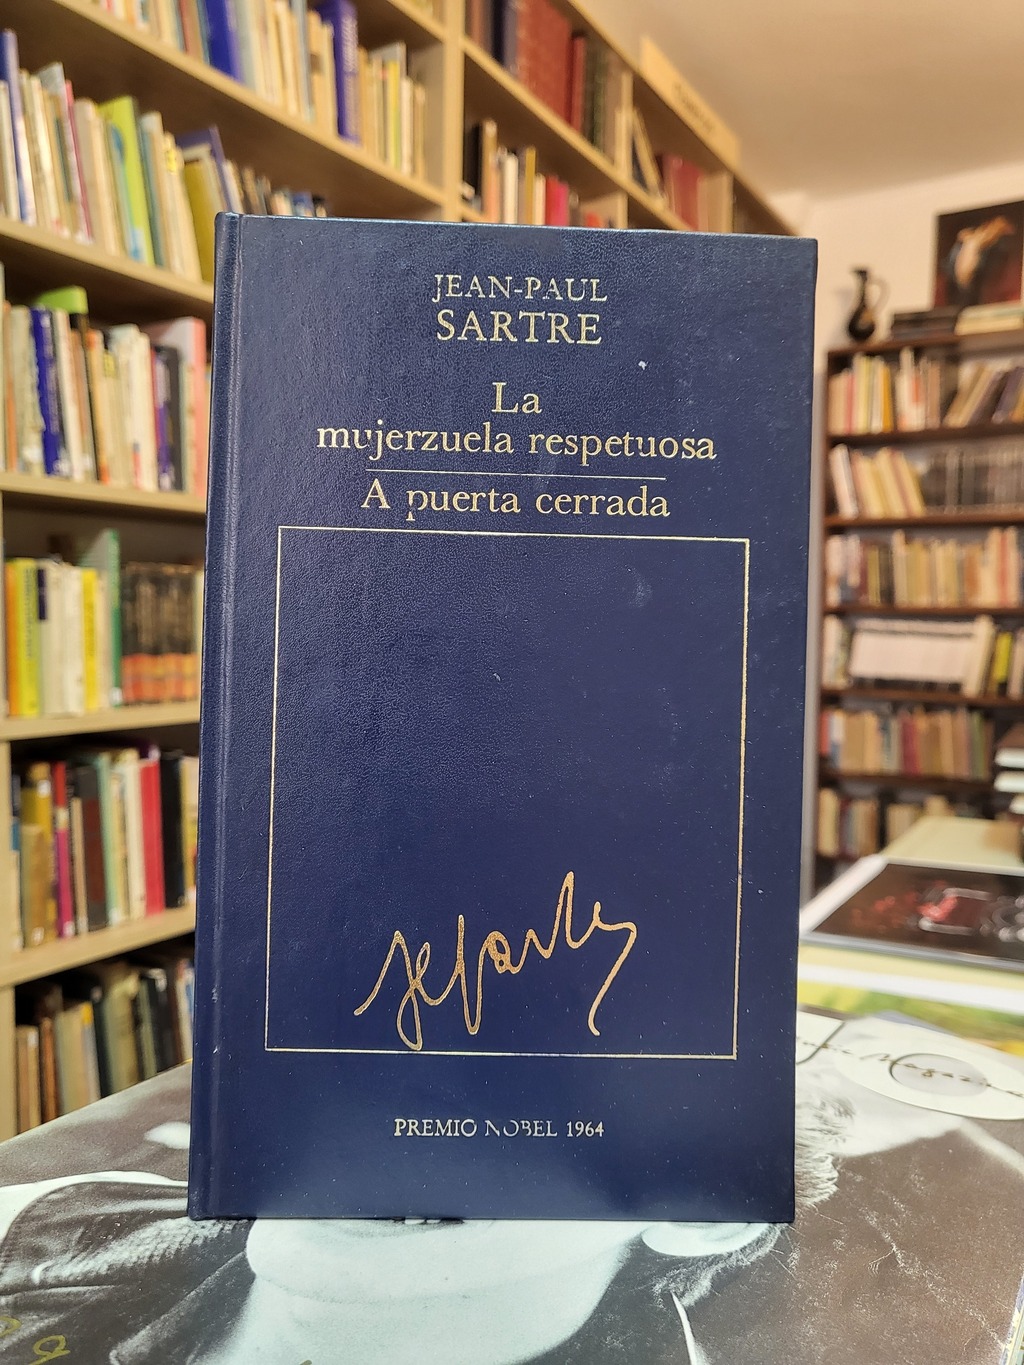 JEAN-PAUL
SARTRE
La
mujerzuela respetuosa
A puerta cerrada
PREMIO NOBEL 1964